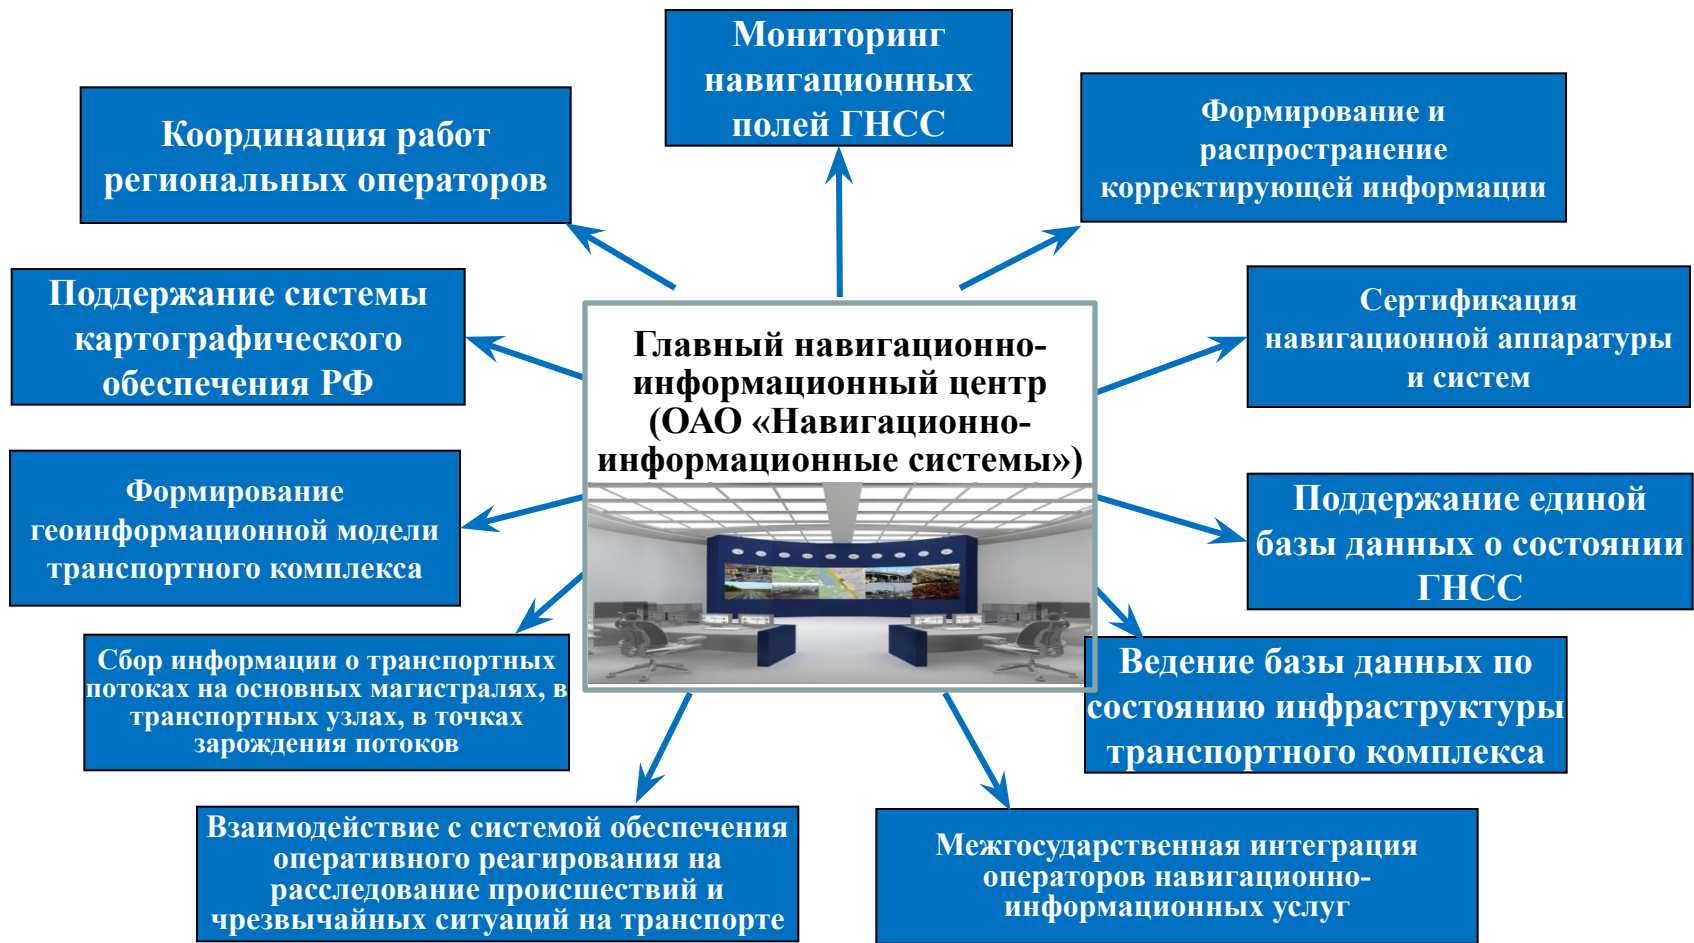 Мониторинг
навигационных
полей ГНСС
Координация работ
региональных операторов
Формирование и
распространение
корректирующей информации
Поддержание системы
картографического
обеспечения РФ
Главный навигационно-
информационный центр
(ОАО «Навигационно-
информационные системы»)
Сертификация
навигационной аппаратуры
и систем
Формирование
геоинформационной модели
транспортного комплекса
Поддержание единой
базы данных о состоянии
ГНСС
Сбор информации о транспортных
потоках на основных магистралях, в
транспортных узлах, в точках
зарождения потоков
Ведение базы данных по
состоянию инфраструктуры
транспортного комплекса
Взаимодействие с системой обеспечения
оперативного реагирования на
расследование происшествий и
чрезвычайных ситуаций на транспорте
Межгосударственная интеграция
операторов навигационно-
информационных услуг